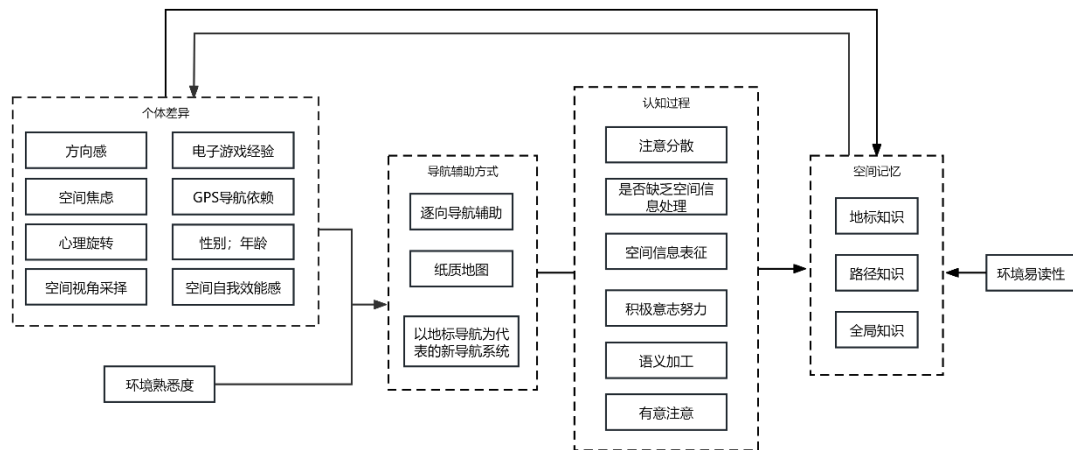 个体差异
方向感
电子游戏经验
空间焦虑
GPS导航依赖
心理旋转
性别；年龄
空间视角采择
空间自我效能感
环境熟悉度
导航辅助方式
逐向导航辅助
纸质地图
以地标导航为代
表的新导航系统
认知过程
注意分散
是否缺乏空间信
息处理
空间信息表征
积极意志努力
语义加工
有意注意
空间记忆
地标知识
路径知识
全局知识
环境易读性